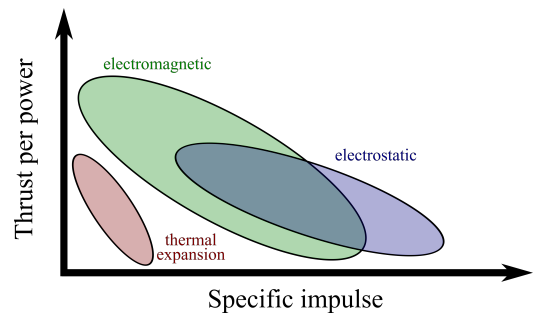 electromagnetic
electrostatic
thermal
expansion
Thrust per power
Specific impulse